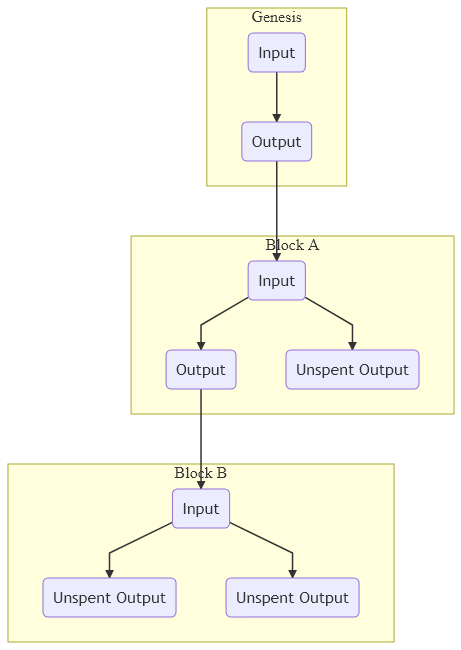 Genesis
Input
Output
Block A
Input
Output
Unspent Output
Block B
Input
Unspent Output
Unspent Output